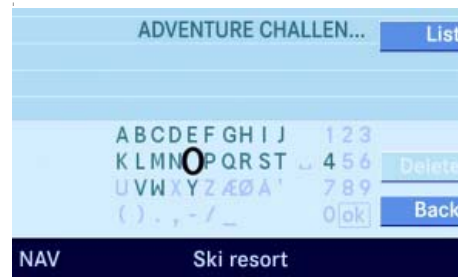 ADVENTURE CHALLEN...
List
ABCDEFGHIJ 123
KLMNOPQRST ␣ 456
Delete
UVWXYZÆØÅ' 789
().,-/_ 0 ok
Back
NAV Ski resort